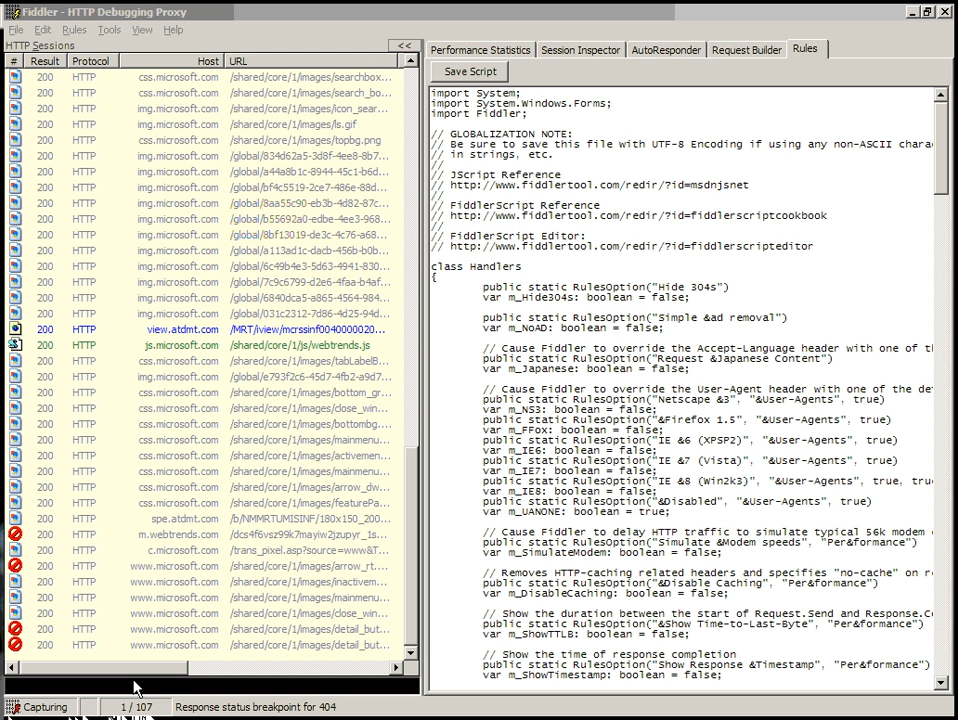 Fiddler - HTTP Debugging Proxy
File Edit Rules Tools View Help
HTTP Sessions <<
# Result Protocol Host URL
200 HTTP css.microsoft.com /shared/core/1/images/searchbox...
200 HTTP css.microsoft.com /shared/core/1/images/search_bo...
200 HTTP img.microsoft.com /shared/core/1/images/icon_sear...
200 HTTP img.microsoft.com /shared/core/1/images/ls.gif
200 HTTP css.microsoft.com /shared/core/1/images/topbg.png
200 HTTP img.microsoft.com /global/834d62a5-3d8f-4ee8-8b7...
200 HTTP img.microsoft.com /global/a44a8b1c-8944-45c1-b2...
200 HTTP img.microsoft.com /global/bf4c5519-2ce7-486e-88d...
200 HTTP img.microsoft.com /global/8aa55c90-eb3b-4d82-87c...
200 HTTP img.microsoft.com /global/b55692a0-edbe-4ee3-968...
200 HTTP img.microsoft.com /global/8bf13019-de3c-4c76-a68...
200 HTTP img.microsoft.com /global/a113ad1c-dacb-456b-b0b...
200 HTTP img.microsoft.com /global/6c49b4e3-5d63-4941-830...
200 HTTP img.microsoft.com /global/7c9c6799-d2e6-4faa-b4af...
200 HTTP img.microsoft.com /global/6840dca5-a865-4564-984...
200 HTTP img.microsoft.com /global/031c2312-7d86-4d25-94d...
200 HTTP view.atdmt.com /MRT/iview/mcrssinf0040000020...
200 HTTP js.microsoft.com /shared/core/1/js/webtrends.js
200 HTTP img.microsoft.com /shared/core/1/images/tabLabelB...
200 HTTP img.microsoft.com /global/e793f2c6-45d7-4fb2-a9d7...
200 HTTP css.microsoft.com /shared/core/1/images/bottom_gr...
200 HTTP css.microsoft.com /shared/core/1/images/close_win...
200 HTTP css.microsoft.com /shared/core/1/images/bottombg...
200 HTTP css.microsoft.com /shared/core/1/images/mainmenu...
200 HTTP css.microsoft.com /shared/core/1/images/activemen...
200 HTTP css.microsoft.com /shared/core/1/images/mainmenu...
200 HTTP css.microsoft.com /shared/core/1/images/arrow_dw...
200 HTTP css.microsoft.com /shared/core/1/images/featurePa...
200 HTTP spe.atdmt.com /b/NMMRTUMISINF/180x150_200...
200 HTTP m.webtrends.com /dcs4f6vsz99k7mayiw2jzupyr_1s...
200 HTTP c.microsoft.com /trans_pixel.asp?source=www&T...
200 HTTP www.microsoft.com /shared/core/1/images/arrow_rt...
200 HTTP www.microsoft.com /shared/core/1/images/inactivem...
200 HTTP www.microsoft.com /shared/core/1/images/mainmenu...
200 HTTP www.microsoft.com /shared/core/1/images/close_win...
200 HTTP www.microsoft.com /shared/core/1/images/detail_but...
200 HTTP www.microsoft.com /shared/core/1/images/detail_but...
Performance Statistics Session Inspector AutoResponder Request Builder Rules
Save Script
import System;
import System.Windows.Forms;
import Fiddler;
// GLOBALIZATION NOTE:
// Be sure to save this file with UTF-8 Encoding if using any non-ASCII chara
// in strings, etc.
//
// JScript Reference
// http://www.fiddlertool.com/redir/?id=msdnjsnet
//
// FiddlerScript Reference
// http://www.fiddlertool.com/redir/?id=fiddlerscriptcookbook
//
// FiddlerScript Editor:
// http://www.fiddlertool.com/redir/?id=fiddlerscripteditor
class Handlers
{
public static RulesOption("Hide 304s")
var m_Hide304s: boolean = false;
public static RulesOption("Simple &ad removal")
var m_NoAD: boolean = false;
// Cause Fiddler to override the Accept-Language header with one of th
public static RulesOption("Request &Japanese Content")
var m_Japanese: boolean = false;
// Cause Fiddler to override the User-Agent header with one of the de
public static RulesOption("Netscape &3", "&User-Agents", true)
var m_NS3: boolean = false;
public static RulesOption("&Firefox 1.5", "&User-Agents", true)
var m_FFox: boolean = false;
public static RulesOption("IE &6 (XPSP2)", "&User-Agents", true)
var m_IE6: boolean = false;
public static RulesOption("IE &7 (Vista)", "&User-Agents", true)
var m_IE7: boolean = false;
public static RulesOption("IE &8 (Win2k3)", "&User-Agents", true, tru
var m_IE8: boolean = false;
public static RulesOption("&Disabled", "&User-Agents", true)
var m_UANONE: boolean = true;
// Cause Fiddler to delay HTTP traffic to simulate typical 56k modem
public static RulesOption("Simulate &Modem speeds", "Per&formance")
var m_SimulateModem: boolean = false;
// Removes HTTP-caching related headers and specifies "no-cache" on r
public static RulesOption("&Disable Caching", "Per&formance")
var m_DisableCaching: boolean = false;
// Show the duration between the start of Request.Send and Response.C
public static RulesOption("&Show Time-to-Last-Byte", "Per&formance")
var m_ShowTTLB: boolean = false;
// Show the time of response completion
public static RulesOption("Show Response &Timestamp", "Per&formance")
var m_ShowTimestamp: boolean = false;
Capturing 1 / 107 Response status breakpoint for 404